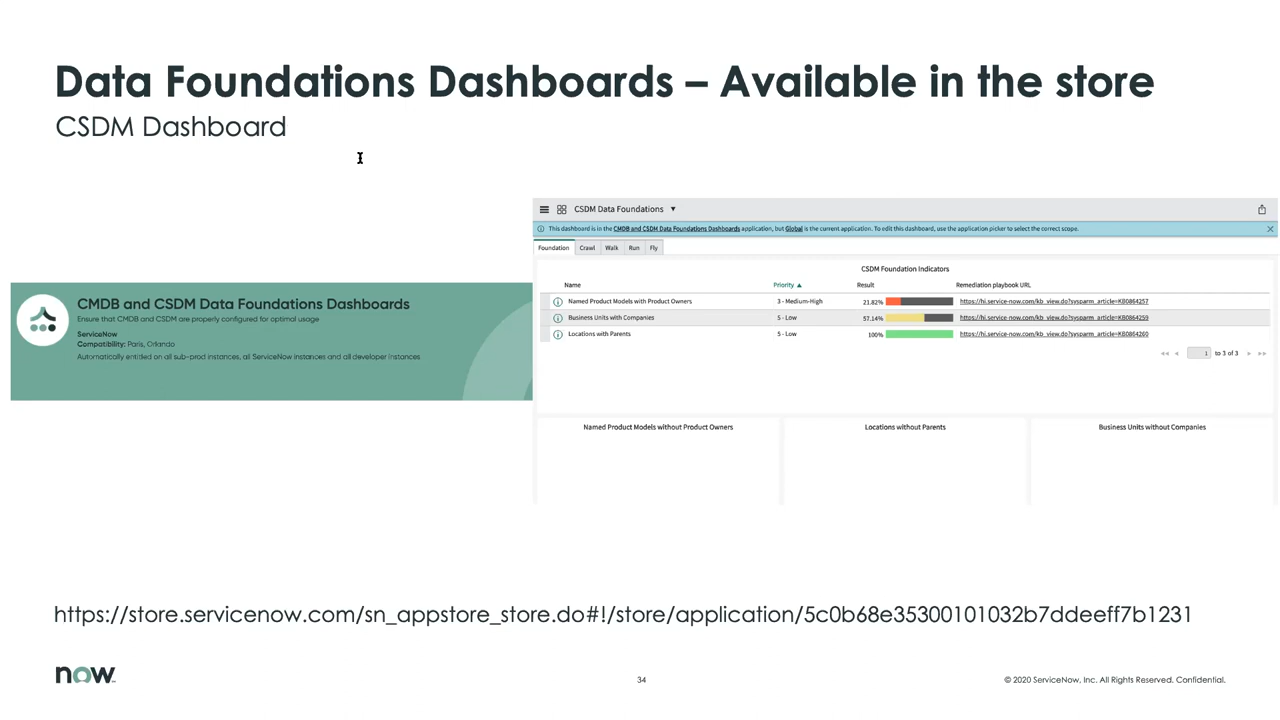 Data Foundations Dashboards – Available in the store
CSDM Dashboard
CMDB and CSDM Data Foundations Dashboards
Ensure that CMDB and CSDM are properly configured for optimal usage
ServiceNow
Compatibility: Paris, Orlando
Automatically entitled on all sub-prod instances, all ServiceNow instances and all developer instances
CSDM Data Foundations ▼
This dashboard is in the CMDB and CSDM Data Foundations Dashboards application, but Global is the current application. To edit this dashboard, use the application picker to select the correct scope.
Foundation Crawl Walk Run Fly
CSDM Foundation Indicators
Name Priority ▲ Result Remediation playbook URL
Named Product Models with Product Owners 3 - Medium-High 21.82% https://hi.service-now.com/kb_view.do?sysparm_article=KB0864257
Business Units with Companies 5 - Low 57.14% https://hi.service-now.com/kb_view.do?sysparm_article=KB0864259
Locations with Parents 5 - Low 100% https://hi.service-now.com/kb_view.do?sysparm_article=KB0864260
1 to 3 of 3
Named Product Models without Product Owners Locations without Parents Business Units without Companies
https://store.servicenow.com/sn_appstore_store.do#!/store/application/5c0b68e35300101032b7ddeeff7b1231
now
34
© 2020 ServiceNow, Inc. All Rights Reserved. Confidential.